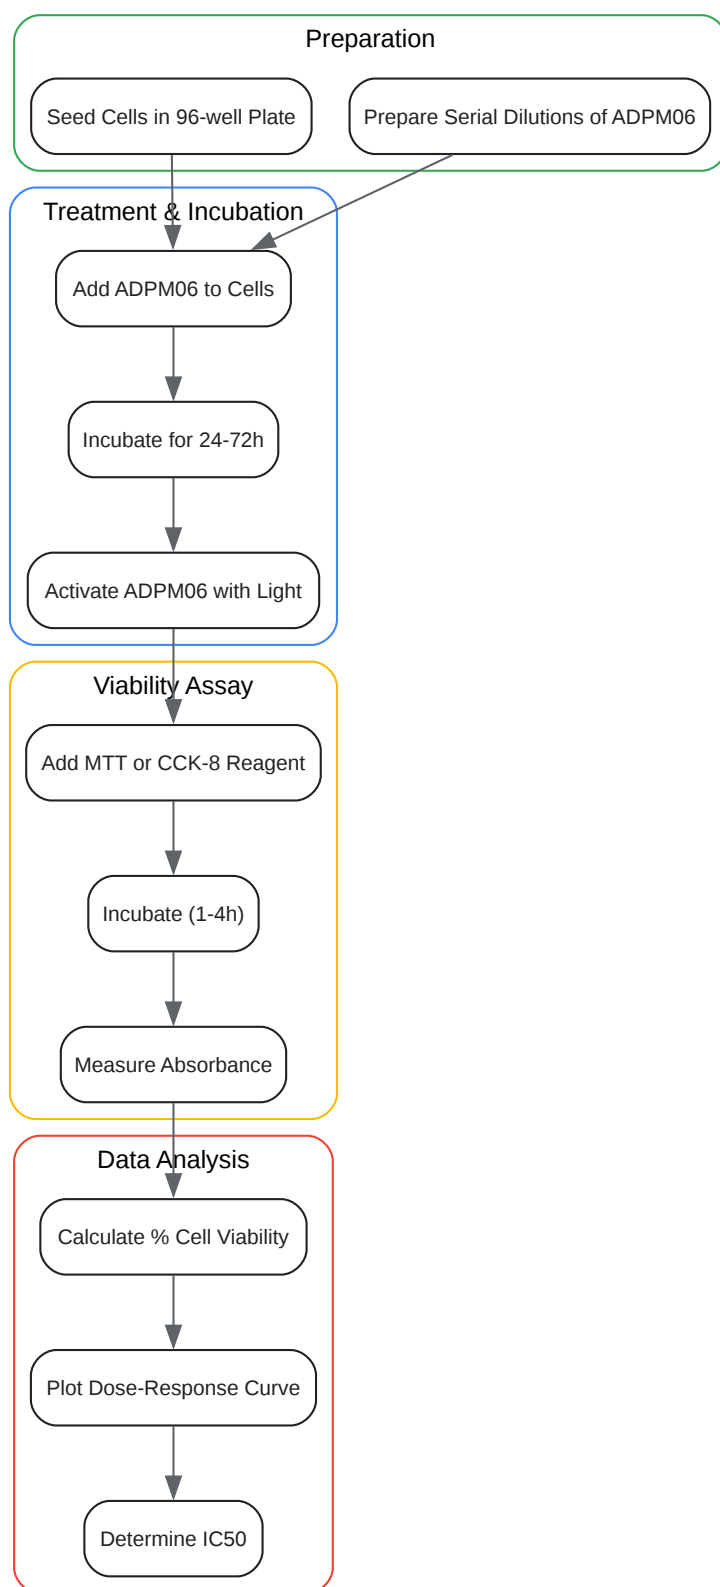 Preparation
Seed Cells in 96-well Plate
Prepare Serial Dilutions of ADPM06
Treatment & Incubation
Add ADPM06 to Cells
Incubate for 24-72h
Activate ADPM06 with Light
Viability Assay
Add MTT or CCK-8 Reagent
Incubate (1-4h)
Measure Absorbance
Data Analysis
Calculate % Cell Viability
Plot Dose-Response Curve
Determine IC50